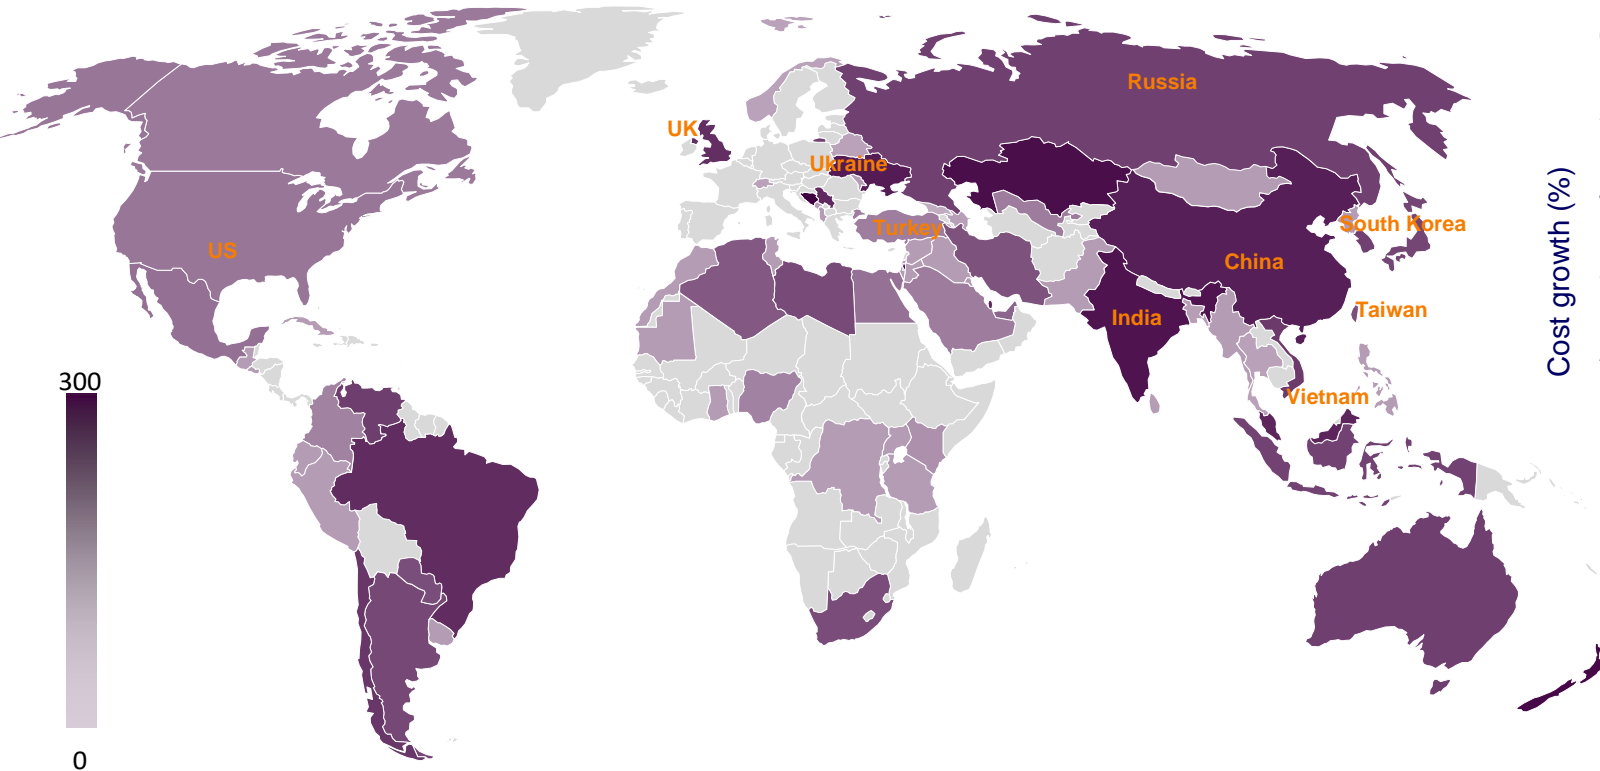 Russia
UK
Ukraine
US
Turkey
South Korea
China
Taiwan
India
Vietnam
300
0
Cost growth (%)